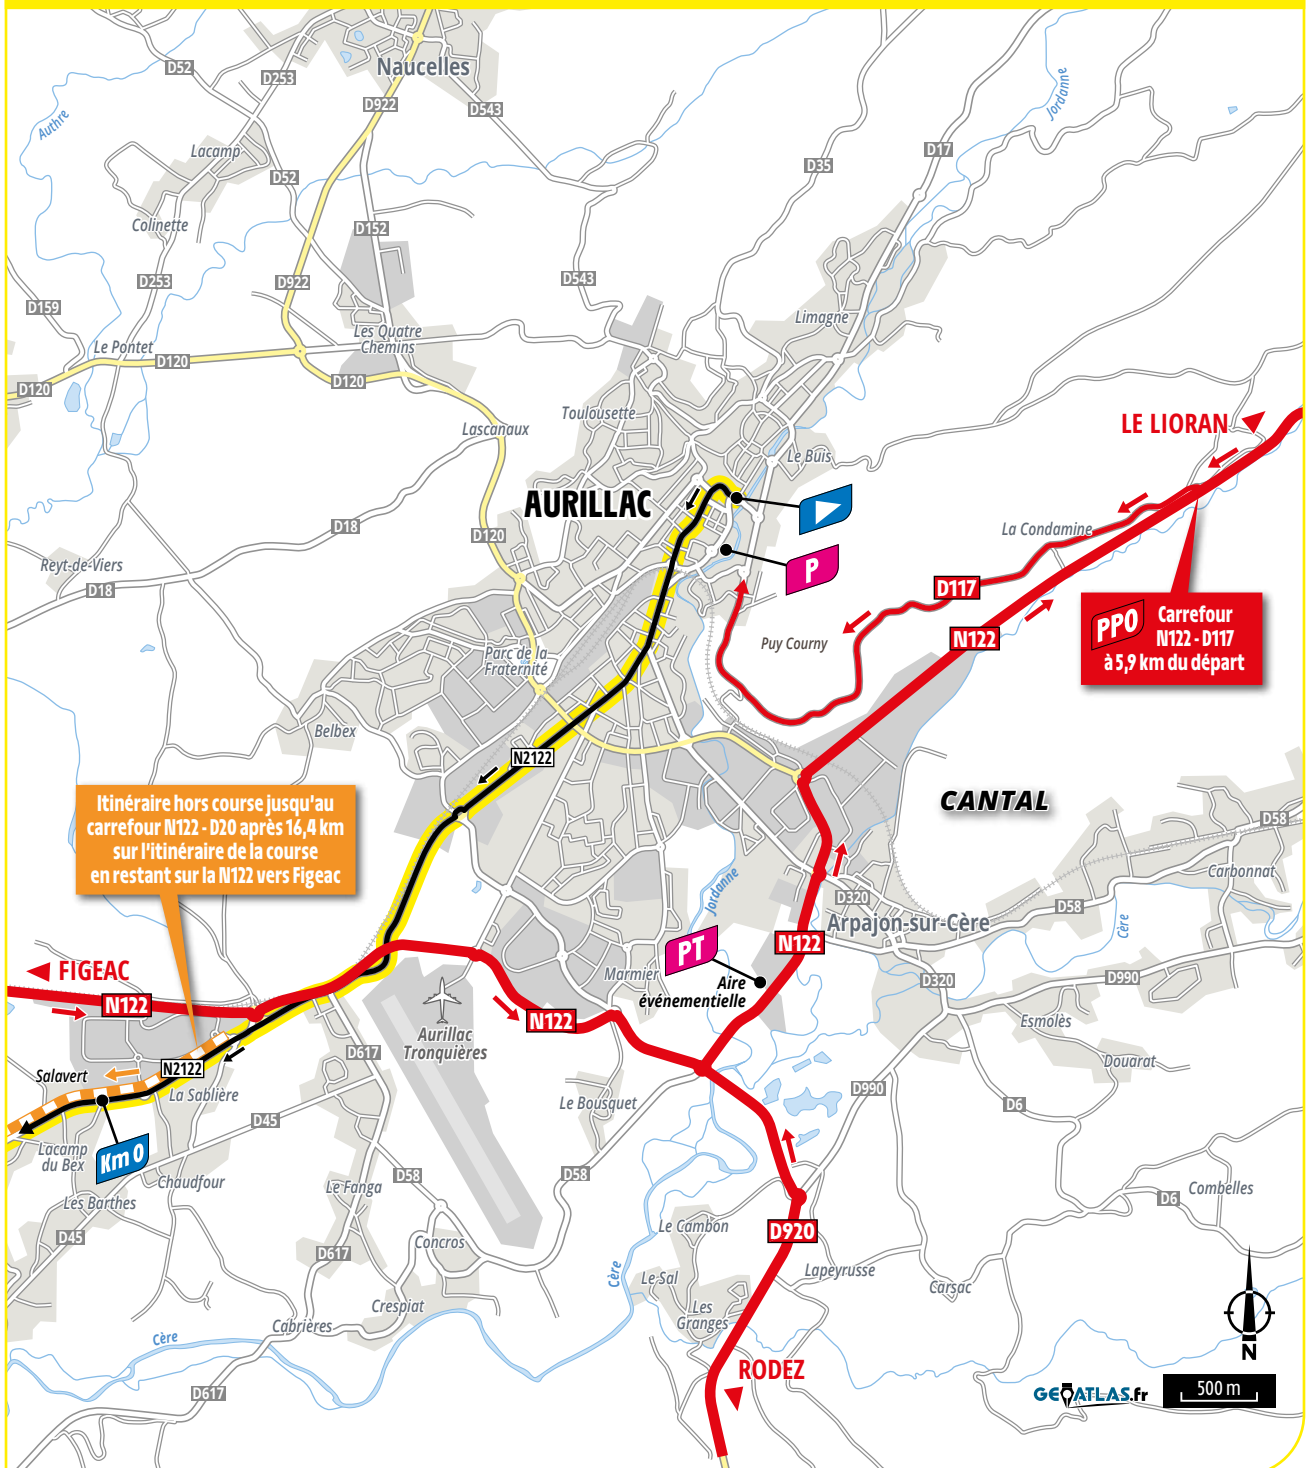 Naucelles
D52
D253
D922
D543
Authre
Jordanne
Lacamp
D52
D35
D17
Colinette
D152
D253
D922
D543
D159
Le Pontet
D120
Les Quatre
Chemins
Limagne
D120
D120
Toulousette
Lascanaux
Le Buis
LE LIORAN
AURILLAC
D18
D120
P
La Condamine
Reyt-de-Viers
D18
D117
PPO
Carrefour
N122 - D117
à 5,9 km du départ
N122
Puy Courny
Parc de la
Fraternité
Belbex
N2122
Itinéraire hors course jusqu'au
carrefour N122 - D20 après 16,4 km
sur l'itinéraire de la course
en restant sur la N122 vers Figeac
CANTAL
D58
Carbonnat
Jordanne
D320
D58
Cère
Arpajon-sur-Cère
N122
PT
Aire
événementielle
Marmier
FIGEAC
N122
D320
D990
N122
Esmolès
Aurillac
Tronquières
D617
Douarat
N2122
Salavert
La Sablière
Le Bousquet
D990
D6
D45
Km 0
Lacamp
du Bex
Chaudfour
D58
D58
Les Barthes
Le Fanga
Combelles
D6
D45
D617
Concros
Le Cambon
D920
Lapeyrusse
Cère
Le Sal
Carsac
Crespiat
Les
Granges
Cabrières
Cère
N
RODEZ
D617
GEOATLAS.fr
500 m